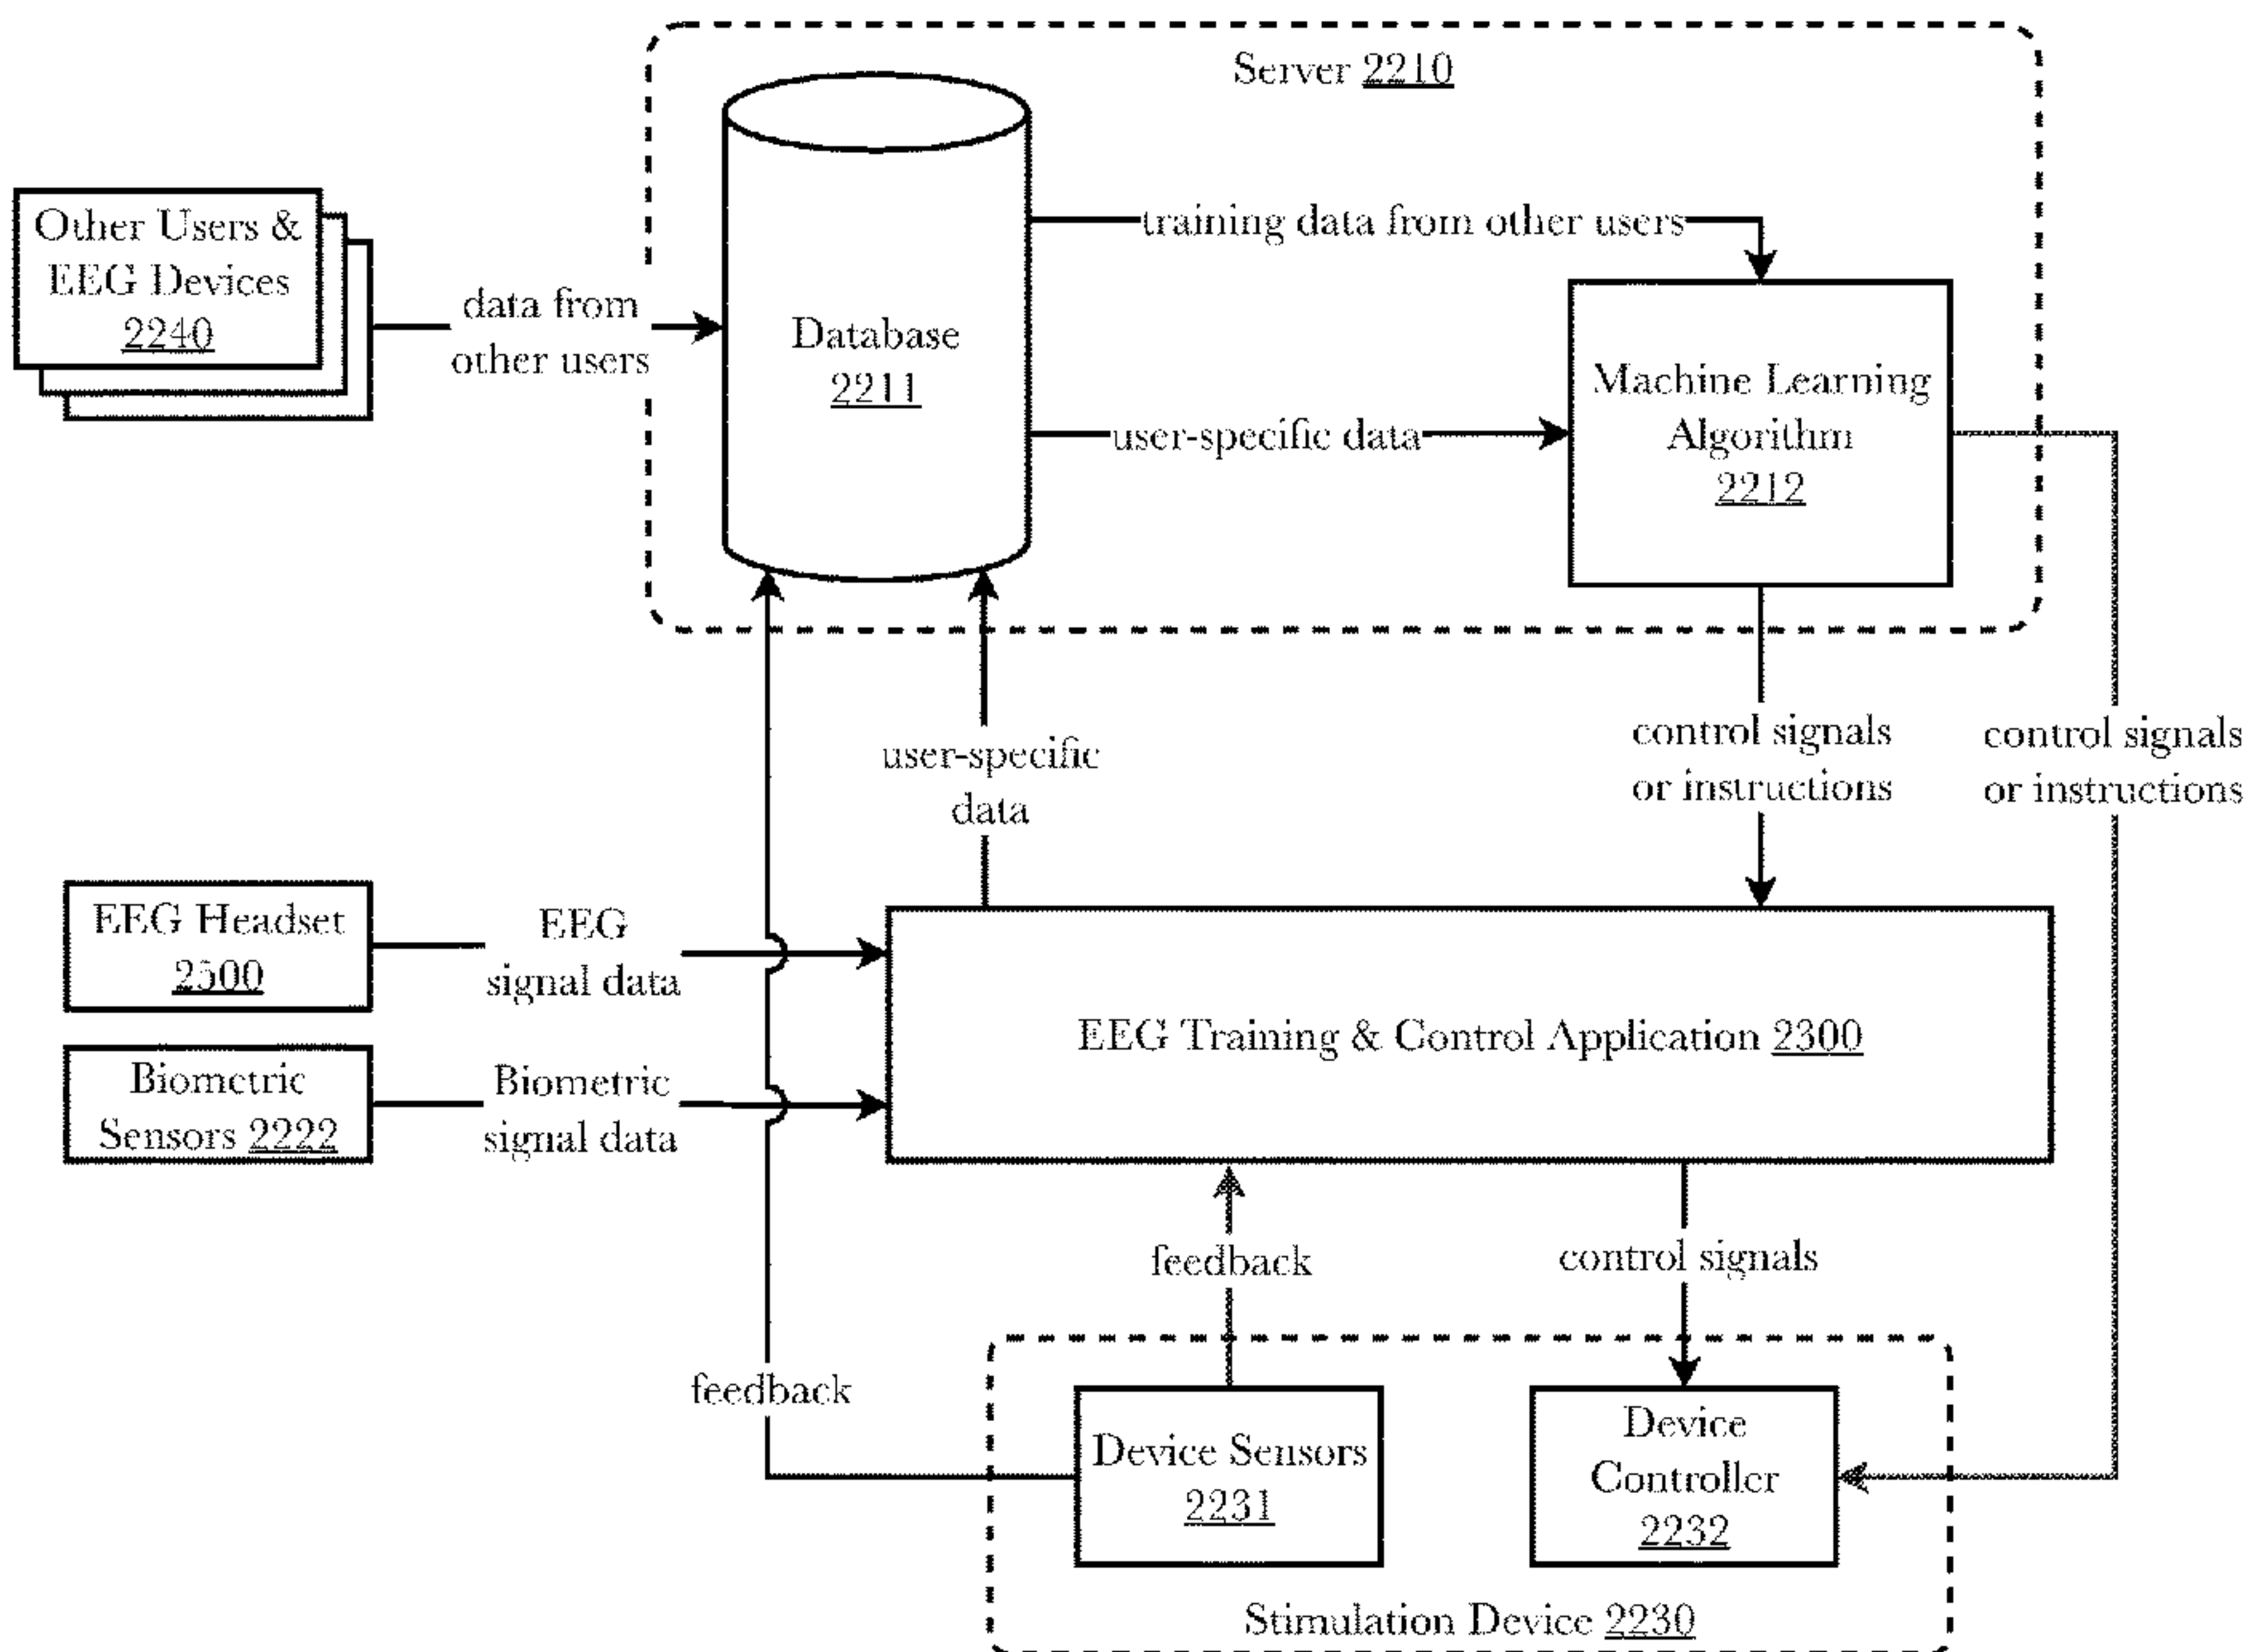 Server 2210
Other Users &
EEG Devices
2240
data from
other users
Database
2211
training data from other users
user-specific data
Machine Learning
Algorithm
2212
user-specific
data
control signals
or instructions
control signals
or instructions
EEG Headset
2500
EEG
signal data
Biometric
Sensors 2222
Biometric
signal data
EEG Training & Control Application 2300
feedback
control signals
feedback
Device Sensors
2231
Device
Controller
2232
Stimulation Device 2230